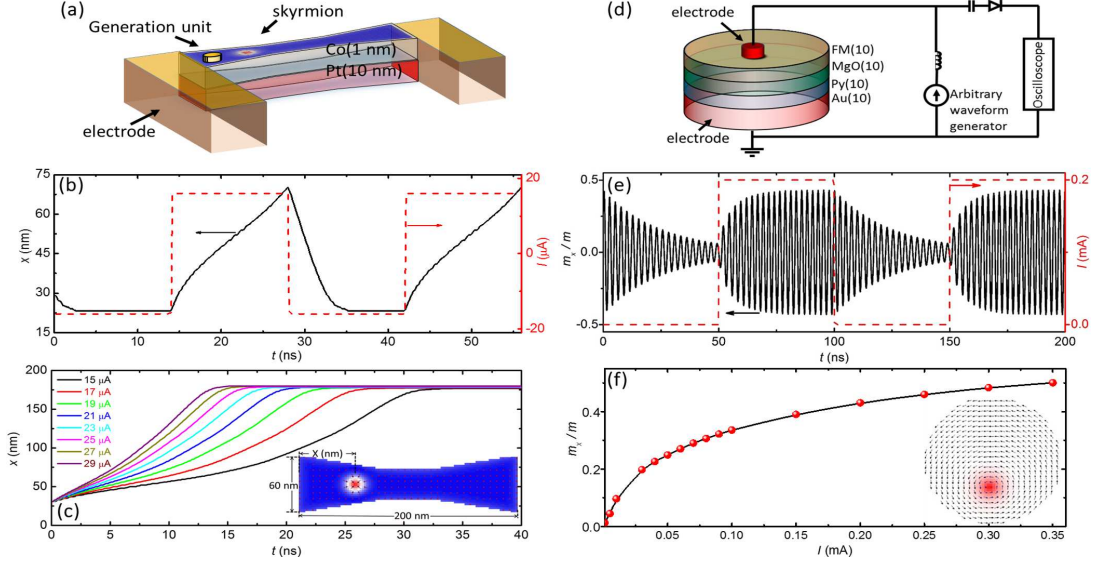 (a)
skyrmion
Generation unit
Co(1 nm)
Pt(10 nm)
electrode
(d)
electrode
FM(10)
MgO(10)
Py(10)
Au(10)
electrode
Arbitrary
waveform
generator
Oscilloscope
(b)
75
60
45
30
15
x (nm)
20
10
0
-10
-20
I (μA)
0 10 20 30 40 50
t (ns)
(e)
0.5
0.0
-0.5
mx / m
0.2
0.1
0.0
I (mA)
0 50 100 150 200
t (ns)
(c)
200
150
100
50
0
x (nm)
15 μA
17 μA
19 μA
21 μA
23 μA
25 μA
27 μA
29 μA
X (nm)
60 nm
200 nm
0 5 10 15 20 25 30 35 40
t (ns)
(f)
0.4
0.2
0.0
mx / m
0.05 0.10 0.15 0.20 0.25 0.30 0.35
I (mA)